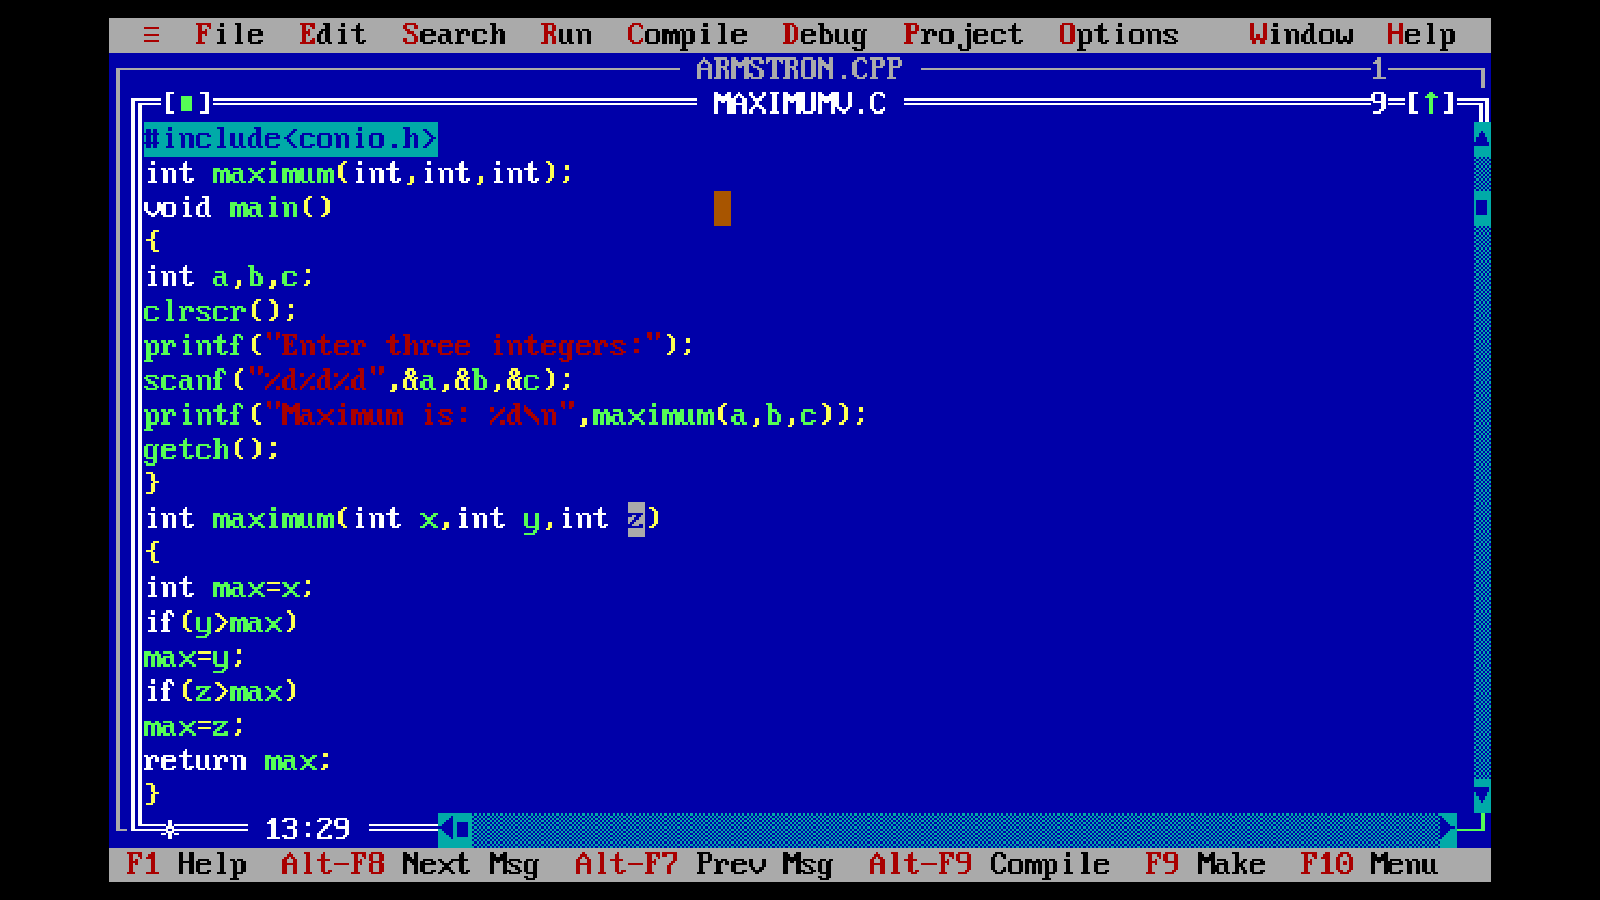 ≡ File Edit Search Run Compile Debug Project Options Window Help
ARMSTRON.CPP 1
[■] MAXIMUMV.C 9=[↑]
#include<conio.h>
int maximum(int,int,int);
void main()
{
int a,b,c;
clrscr();
printf("Enter three integers:");
scanf("%d%d%d",&a,&b,&c);
printf("Maximum is: %d\n",maximum(a,b,c));
getch();
}
int maximum(int x,int y,int z)
{
int max=x;
if(y>max)
max=y;
if(z>max)
max=z;
return max;
}
13:29
F1 Help Alt-F8 Next Msg Alt-F7 Prev Msg Alt-F9 Compile F9 Make F10 Menu